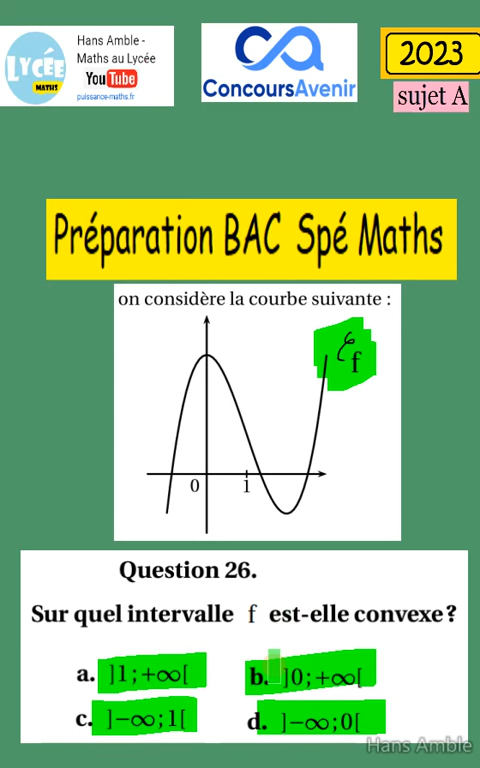 Hans Amble -
Maths au Lycée
YouTube
puissance-maths.fr
LYCÉE
MATHS
ConcoursAvenir
2023
sujet A
Préparation BAC Spé Maths
on considère la courbe suivante :
𝒞f
0
1
Question 26.
Sur quel intervalle f est-elle convexe ?
a. ]1;+∞[
b. ]0;+∞[
c. ]−∞;1[
d. ]−∞;0[
Hans Amble